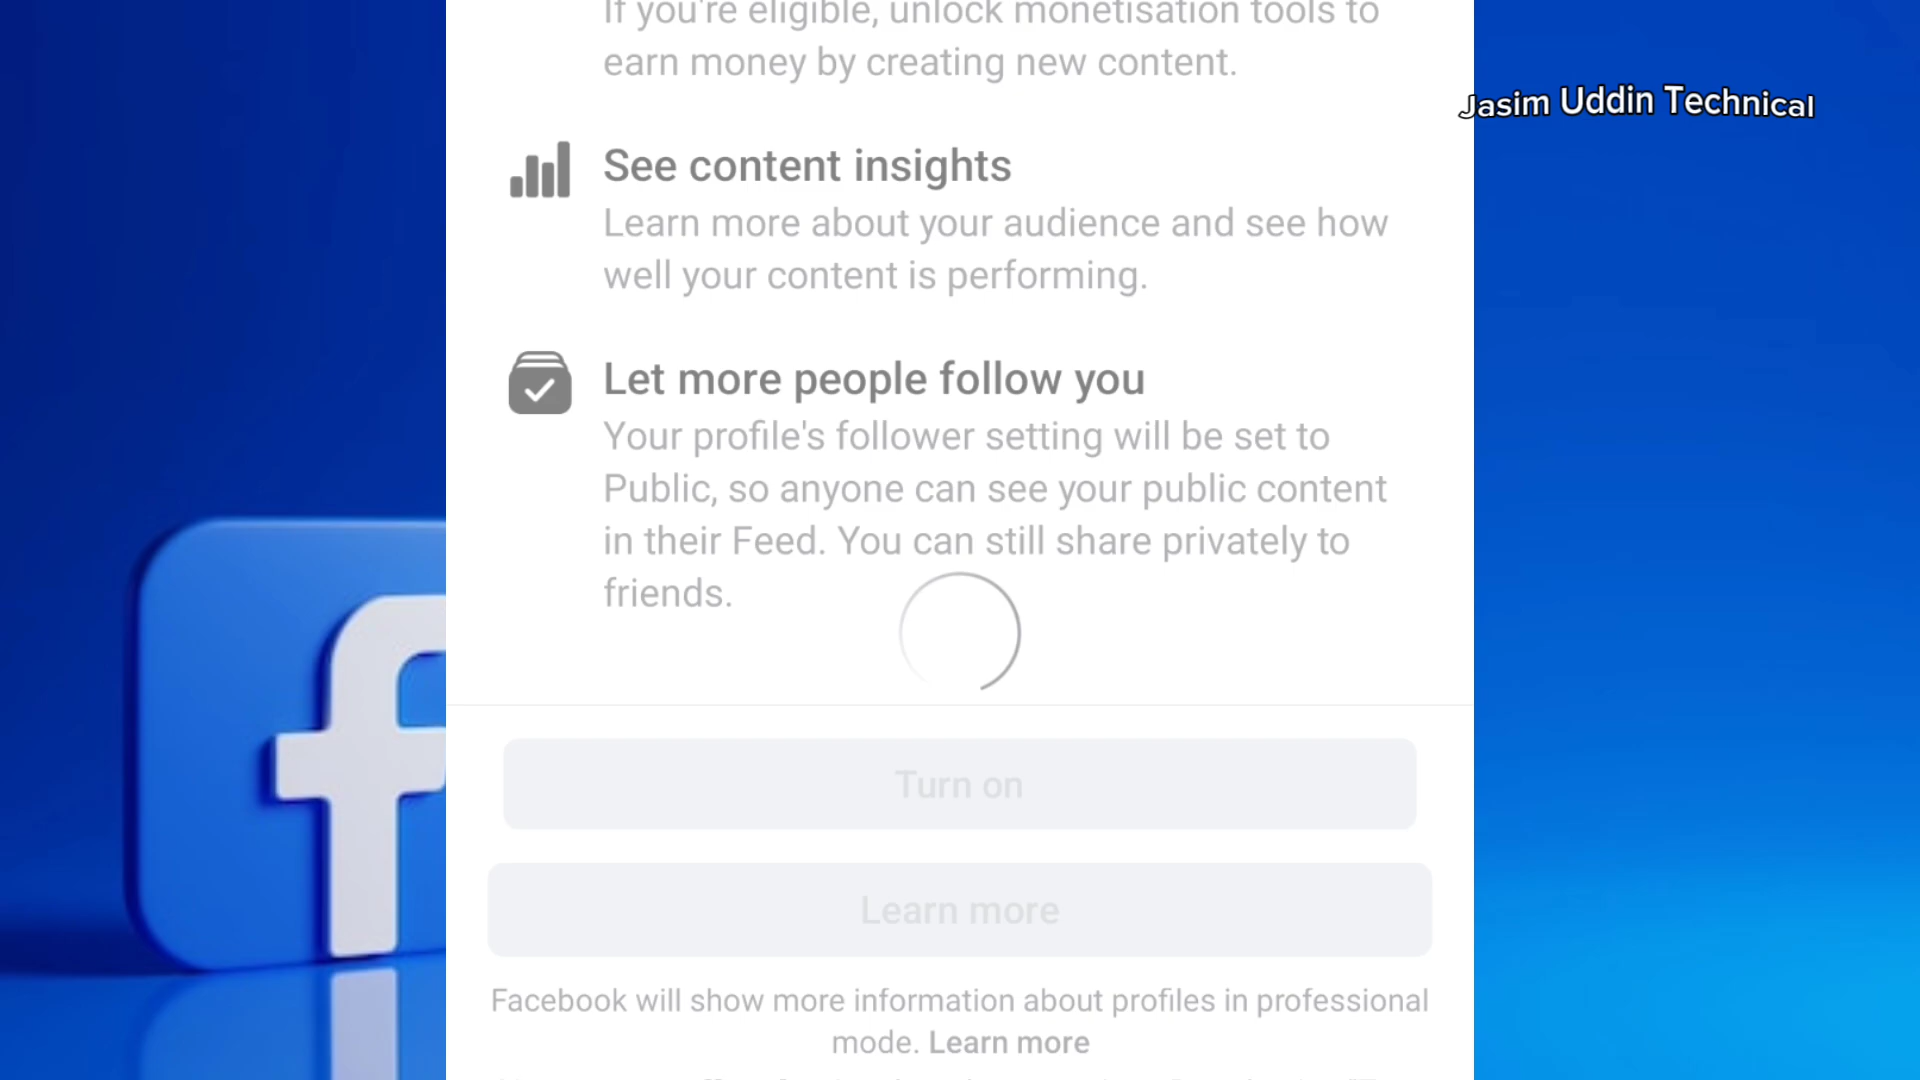 If you're eligible, unlock monetisation tools to
earn money by creating new content.
Jasim Uddin Technical
See content insights
Learn more about your audience and see how
well your content is performing.
Let more people follow you
Your profile's follower setting will be set to
Public, so anyone can see your public content
in their Feed. You can still share privately to
friends.
Turn on
Learn more
Facebook will show more information about profiles in professional
mode. Learn more